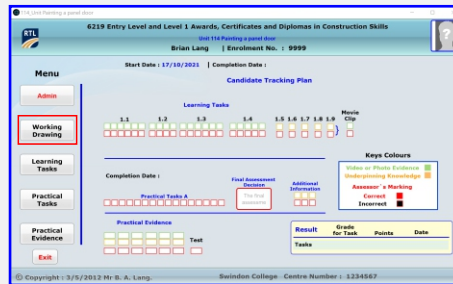 114_Unit Painting a panel door
RTL
6219 Entry Level and Level 1 Awards, Certificates and Diplomas in Construction Skills
Unit 114 Painting a panel door
Brian Lang | Enrolment No. : 9999
?
Menu
Admin
Working Drawing
Learning Tasks
Practical Tasks
Practical Evidence
Exit
Start Date : 17/10/2021 | Completion Date :
Candidate Tracking Plan
Learning Tasks
Movie Clip
1.1 1.2 1.3 1.4 1.5 1.6 1.7 1.8 1.9 }
Keys Colours
Video or Photo Evidence
Underpinning Knowledge
Assessor`s Marking
Correct
Incorrect
Completion Date :
Final Assessment Decision
Additional Information
Practical Tasks A
The final
Practical Evidence
Test
Result Grade for Task Points Date
Tasks
© Copyright : 3/5/2012 Mr B. A. Lang. Swindon College Centre Number : 1234567